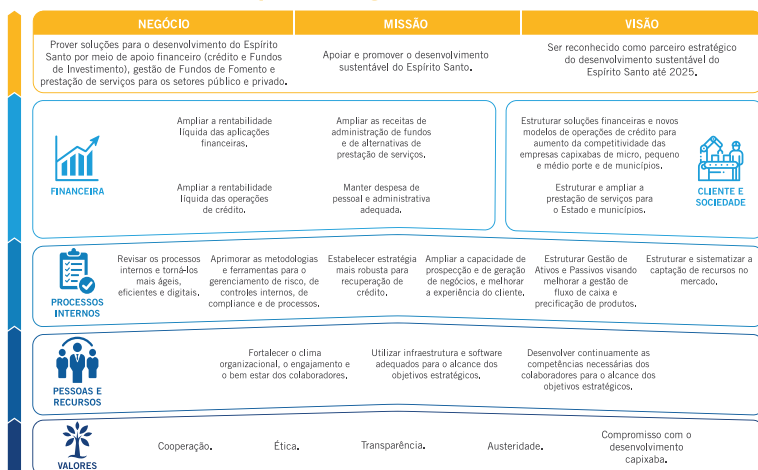 NEGÓCIO
MISSÃO
VISÃO
Prover soluções para o desenvolvimento do Espírito
Santo por meio de apoio financeiro (crédito e Fundos
de Investimento), gestão de Fundos de Fomento e
prestação de serviços para os setores público e privado.
Apoiar e promover o desenvolvimento
sustentável do Espírito Santo.
Ser reconhecido como parceiro estratégico
do desenvolvimento sustentável do
Espírito Santo até 2025.
FINANCEIRA
Ampliar a rentabilidade
líquida das aplicações
financeiras.
Ampliar as receitas de
administração de fundos
e de alternativas de
prestação de serviços.
Ampliar a rentabilidade
líquida das operações
de crédito.
Manter despesa de
pessoal e administrativa
adequada.
Estruturar soluções financeiras e novos
modelos de operações de crédito para
aumento da competitividade das
empresas capixabas de micro, pequeno
e médio porte e de municípios.
Estruturar e ampliar a
prestação de serviços para
o Estado e municípios.
CLIENTE E
SOCIEDADE
PROCESSOS
INTERNOS
Revisar os processos
internos e torná-los
mais ágeis,
eficientes e digitais.
Aprimorar as metodologias
e ferramentas para o
gerenciamento de risco, de
controles internos, de
compliance e de processos.
Estabelecer estratégia
mais robusta para
recuperação de
crédito.
Ampliar a capacidade de
prospecção e de geração
de negócios, e melhorar
a experiência do cliente.
Estruturar Gestão de
Ativos e Passivos visando
melhorar a gestão de
fluxo de caixa e
precificação de produtos.
Estruturar e sistematizar a
captação de recursos no
mercado.
PESSOAS E
RECURSOS
Fortalecer o clima
organizacional, o engajamento e
o bem estar dos colaboradores.
Utilizar infraestrutura e software
adequados para o alcance dos
objetivos estratégicos.
Desenvolver continuamente as
competências necessárias dos
colaboradores para o alcance dos
objetivos estratégicos.
VALORES
Cooperação.
Ética.
Transparência.
Austeridade.
Compromisso com o
desenvolvimento
capixaba.